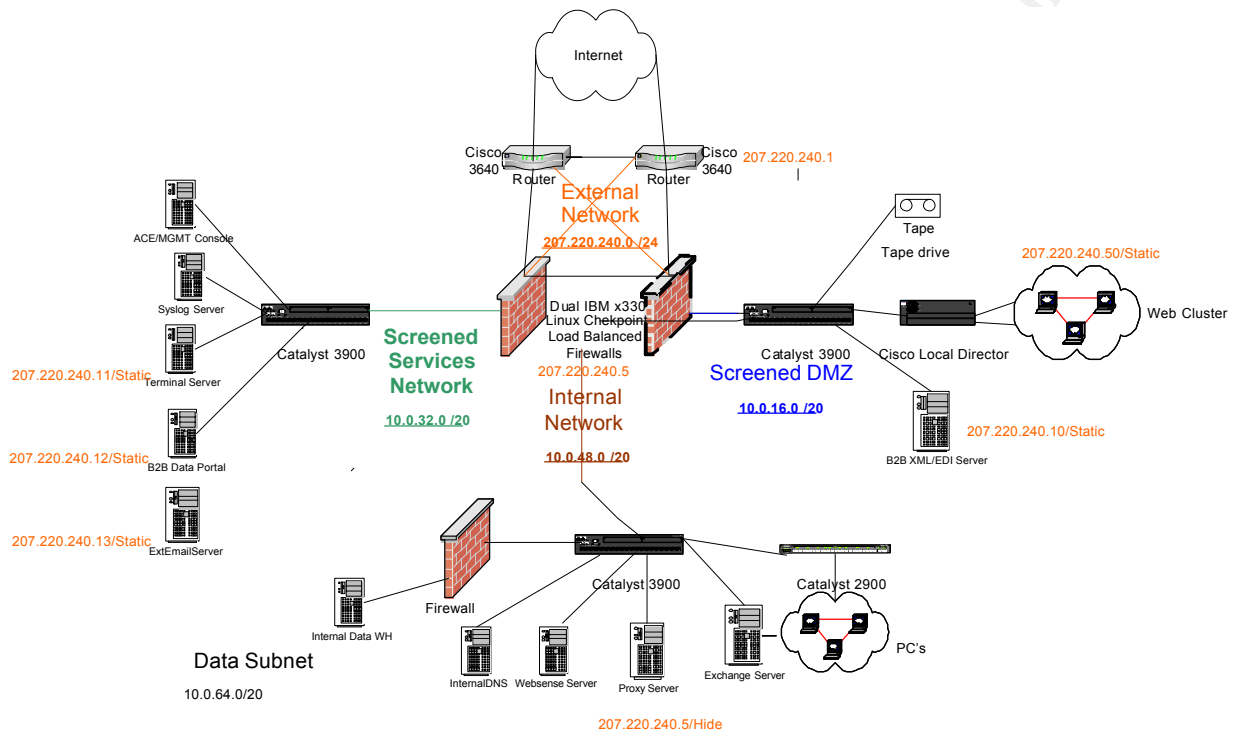 Internet
Cisco
3640
Router
Cisco
3640
Router
207.220.240.1
External
Network
207.220.240.0 /24
ACE/MGMT Console
Syslog Server
Terminal Server
207.220.240.11/Static
B2B Data Portal
207.220.240.12/Static
ExtEmailServer
207.220.240.13/Static
Catalyst 3900
Screened
Services
Network
10.0.32.0 /20
Dual IBM x330
Linux Chekpoint
Load Balanced
Firewalls
207.220.240.5
Internal
Network
10.0.48.0 /20
Tape
Tape drive
Catalyst 3900
Screened DMZ
10.0.16.0 /20
Cisco Local Director
207.220.240.50/Static
Web Cluster
207.220.240.10/Static
B2B XML/EDI Server
Firewall
Catalyst 3900
Catalyst 2900
Internal Data WH
Data Subnet
10.0.64.0/20
InternalDNS
Websense Server
Proxy Server
Exchange Server
PC's
207.220.240.5/Hide